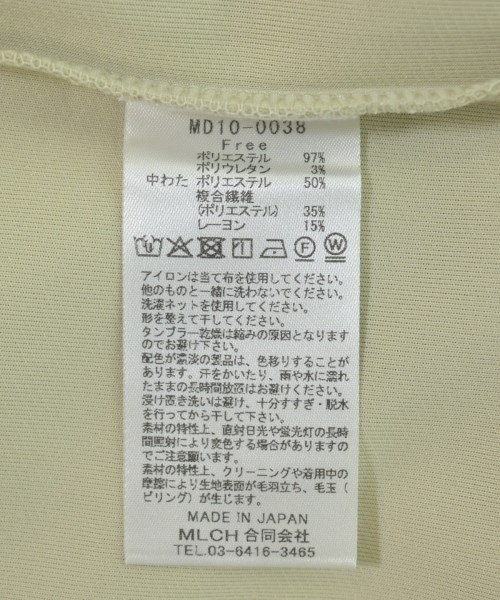 MD10-0038
Free
ポリエステル 97%
ポリウレタン 3%
中わた ポリエステル 50%
複合繊維
(ポリエステル) 35%
レーヨン 15%
F W
アイロンは当て布を使用してください。
他のものと一緒に洗わないでください。
洗濯ネットを使用してください。
形を整えて干してください。
タンブラー乾燥は縮みの原因となります
のでお避け下さい。
配色が濃淡の製品は、色移りすることが
あります。汗をかいたり、雨や水に濡れ
たままの長時間放置はお避けください。
浸け置き洗いは避け、十分すすぎ・脱水
を行ってから干して下さい。
素材の特性上、直射日光や蛍光灯の長時
間照射により変色する場合がありますの
でご注意願います。
素材の特性上、クリーニングや着用中の
摩擦により生地表面が毛羽立ち、毛玉(
ピリング)が生じます。
MADE IN JAPAN
MLCH 合同会社
TEL.03-6416-3465